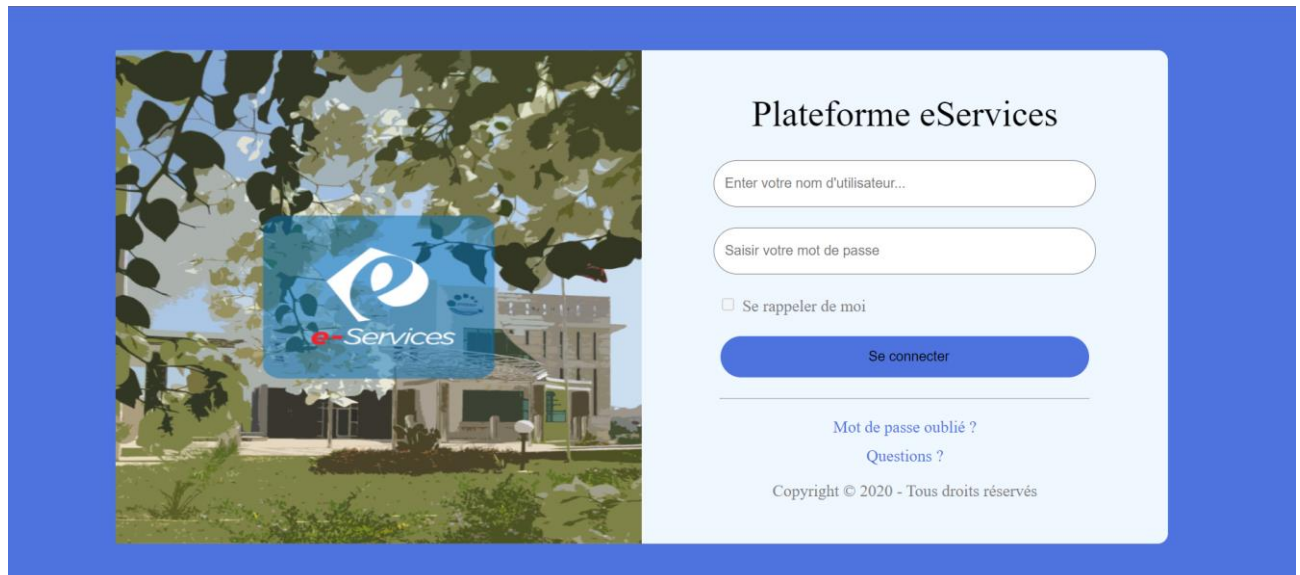 e-Services
Plateforme eServices
Enter votre nom d'utilisateur...
Saisir votre mot de passe
Se rappeler de moi
Se connecter
Mot de passe oublié ?
Questions ?
Copyright © 2020 - Tous droits réservés